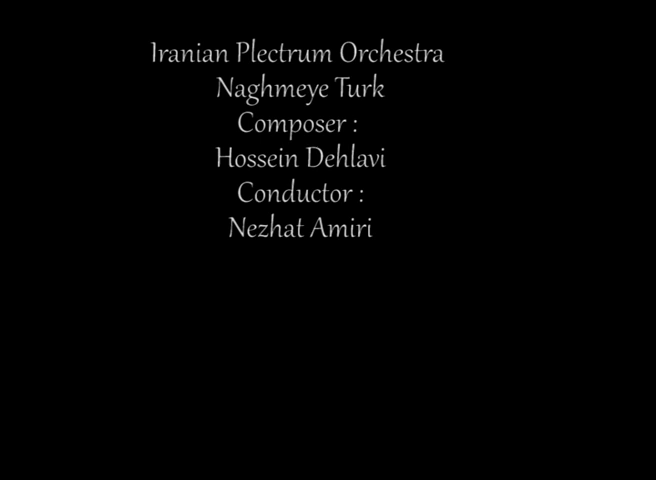 Iranian Plectrum Orchestra
Naghmeye Turk
Composer :
Hossein Dehlavi
Conductor :
Nezhat Amiri